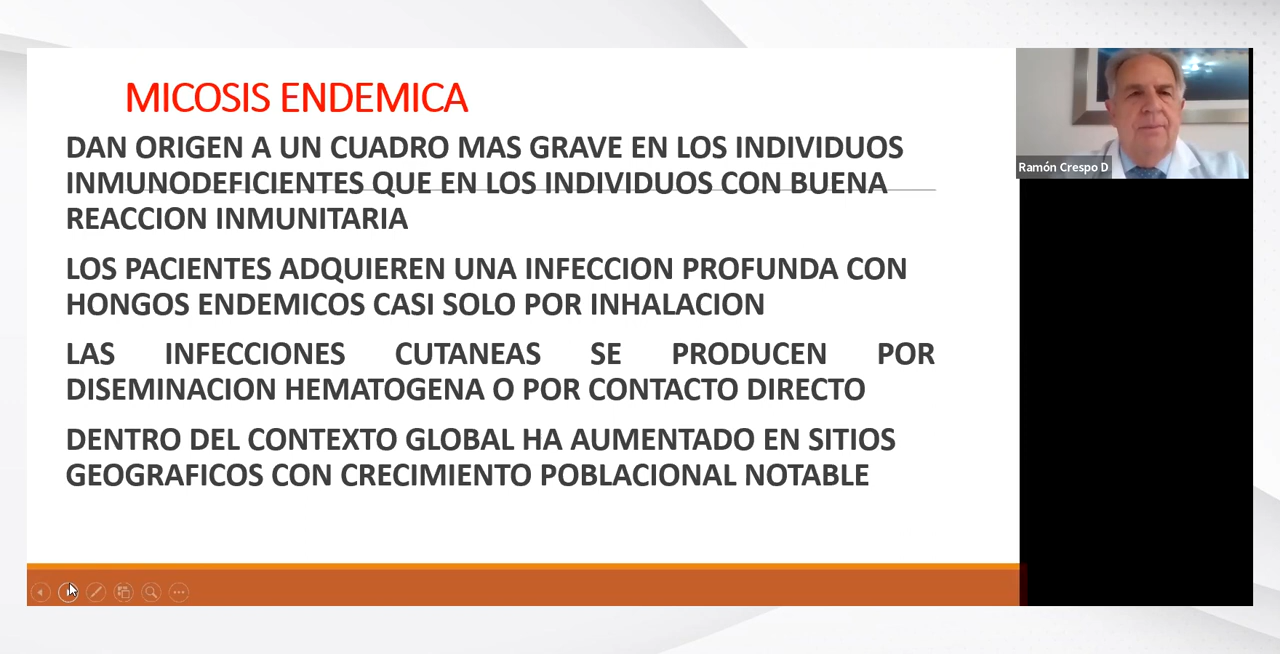 MICOSIS ENDEMICA
DAN ORIGEN A UN CUADRO MAS GRAVE EN LOS INDIVIDUOS
INMUNODEFICIENTES QUE EN LOS INDIVIDUOS CON BUENA
REACCION INMUNITARIA
LOS PACIENTES ADQUIEREN UNA INFECCION PROFUNDA CON
HONGOS ENDEMICOS CASI SOLO POR INHALACION
LAS INFECCIONES CUTANEAS SE PRODUCEN POR
DISEMINACION HEMATOGENA O POR CONTACTO DIRECTO
DENTRO DEL CONTEXTO GLOBAL HA AUMENTADO EN SITIOS
GEOGRAFICOS CON CRECIMIENTO POBLACIONAL NOTABLE
Ramón Crespo D